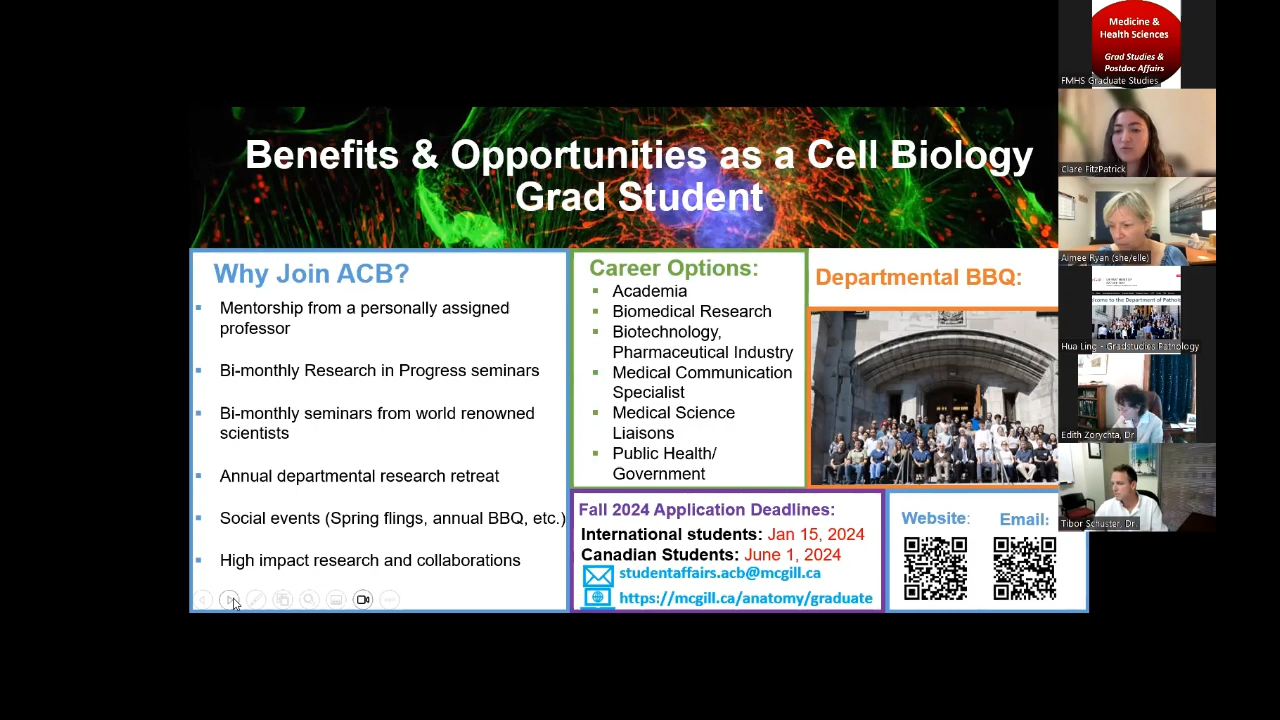 Benefits & Opportunities as a Cell Biology
Grad Student
Why Join ACB?
Mentorship from a personally assigned
professor
Bi-monthly Research in Progress seminars
Bi-monthly seminars from world renowned
scientists
Annual departmental research retreat
Social events (Spring flings, annual BBQ, etc.)
High impact research and collaborations
Career Options:
Academia
Biomedical Research
Biotechnology,
Pharmaceutical Industry
Medical Communication
Specialist
Medical Science
Liaisons
Public Health/
Government
Departmental BBQ:
Fall 2024 Application Deadlines:
International students: Jan 15, 2024
Canadian Students: June 1, 2024
studentaffairs.acb@mcgill.ca
https://mcgill.ca/anatomy/graduate
Website:
Email:
Medicine &
Health Sciences
Grad Studies &
Postdoc Affairs
FMHS Graduate Studies
Clare FitzPatrick
Aimee Ryan (she/elle)
come to the Department of Patholo
Hua Ling - Gradstudies Pathology
Edith Zorychta, Dr.
Tibor Schuster, Dr.